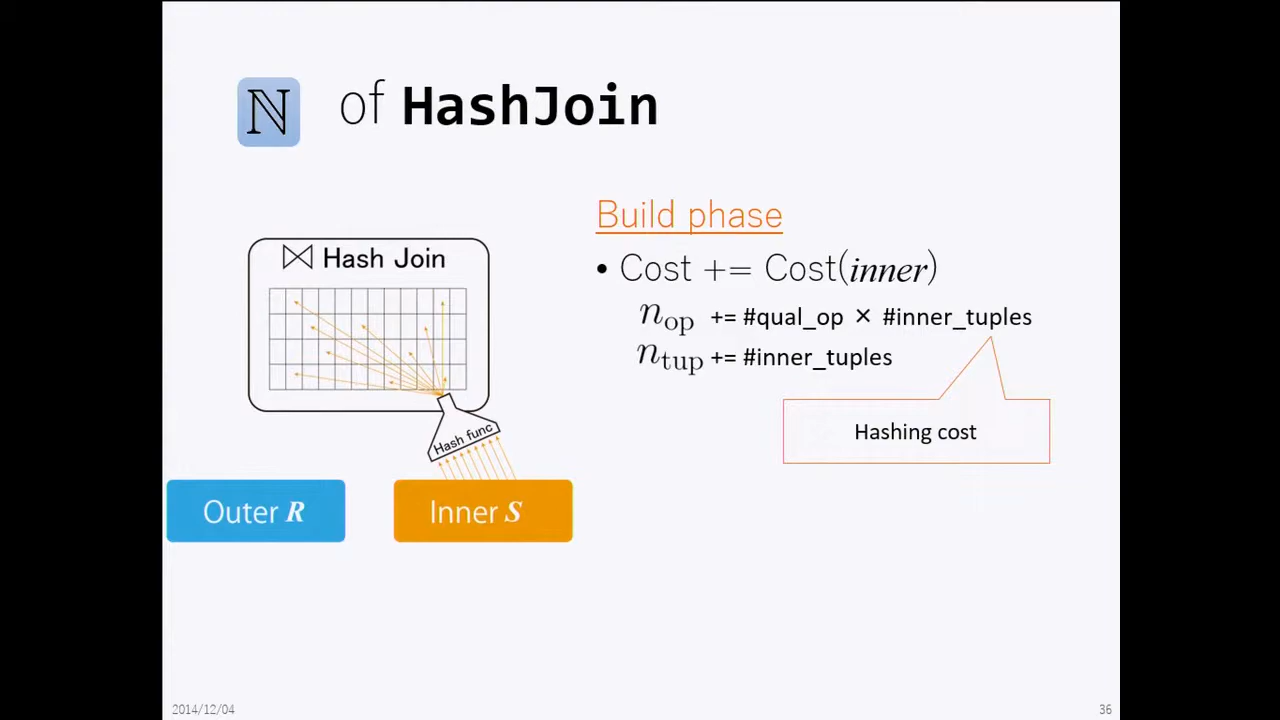 ℕ of HashJoin
Build phase
• Cost += Cost(inner)
n_op += #qual_op × #inner_tuples
n_tup += #inner_tuples
Hashing cost
⋈ Hash Join
Hash func
Outer R
Inner S
2014/12/04
36